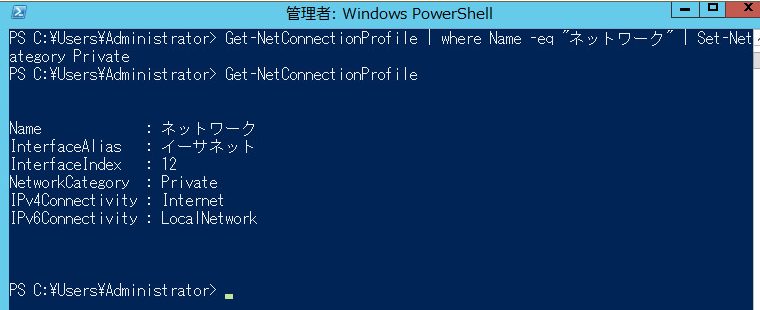 管理者: Windows PowerShell
PS C:¥Users¥Administrator> Get-NetConnectionProfile | where Name -eq "ネットワーク" | Set-Net
ategory Private
PS C:¥Users¥Administrator> Get-NetConnectionProfile
Name : ネットワーク
InterfaceAlias : イーサネット
InterfaceIndex : 12
NetworkCategory : Private
IPv4Connectivity : Internet
IPv6Connectivity : LocalNetwork
PS C:¥Users¥Administrator>